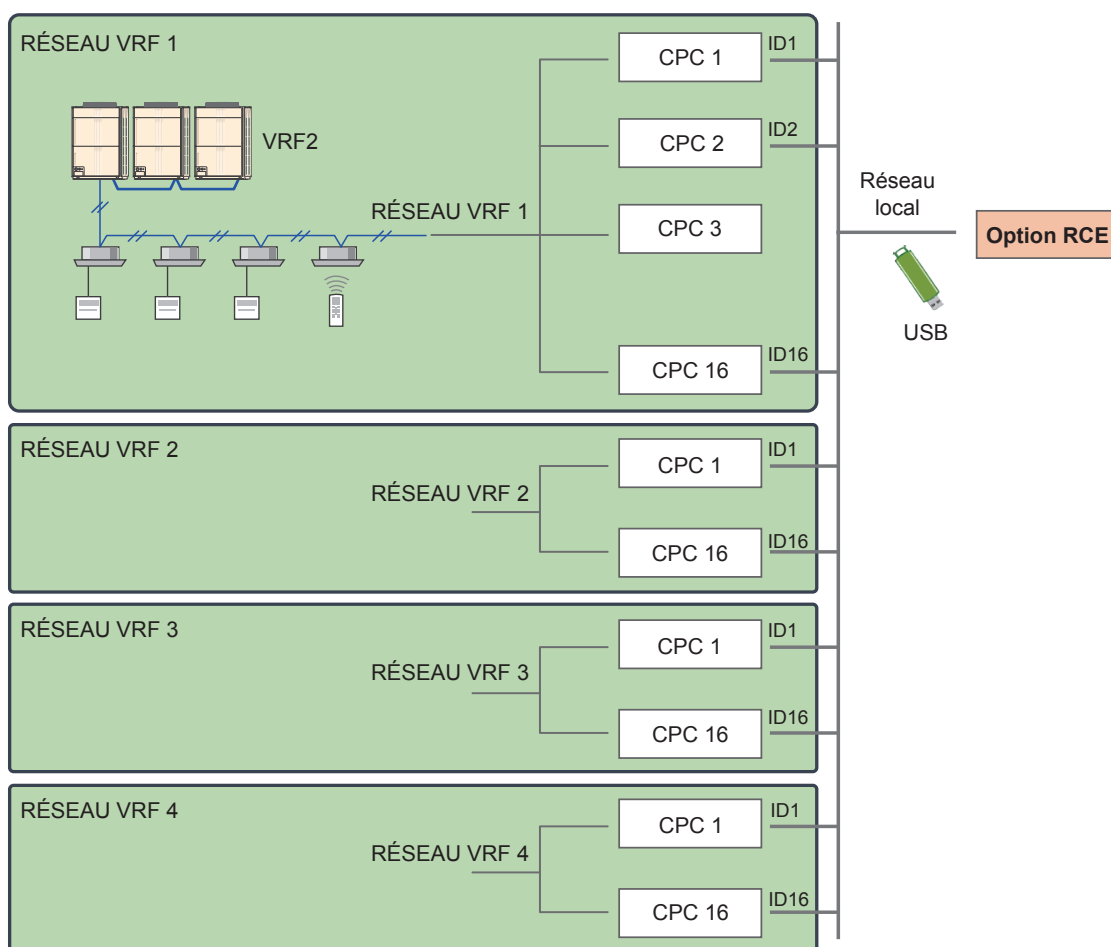 RÉSEAU VRF 1
VRF2
RÉSEAU VRF 1
CPC 1
ID1
CPC 2
ID2
CPC 3
CPC 16
ID16
Réseau
local
Option RCE
USB
RÉSEAU VRF 2
RÉSEAU VRF 2
CPC 1
ID1
CPC 16
ID16
RÉSEAU VRF 3
RÉSEAU VRF 3
CPC 1
ID1
CPC 16
ID16
RÉSEAU VRF 4
RÉSEAU VRF 4
CPC 1
ID1
CPC 16
ID16